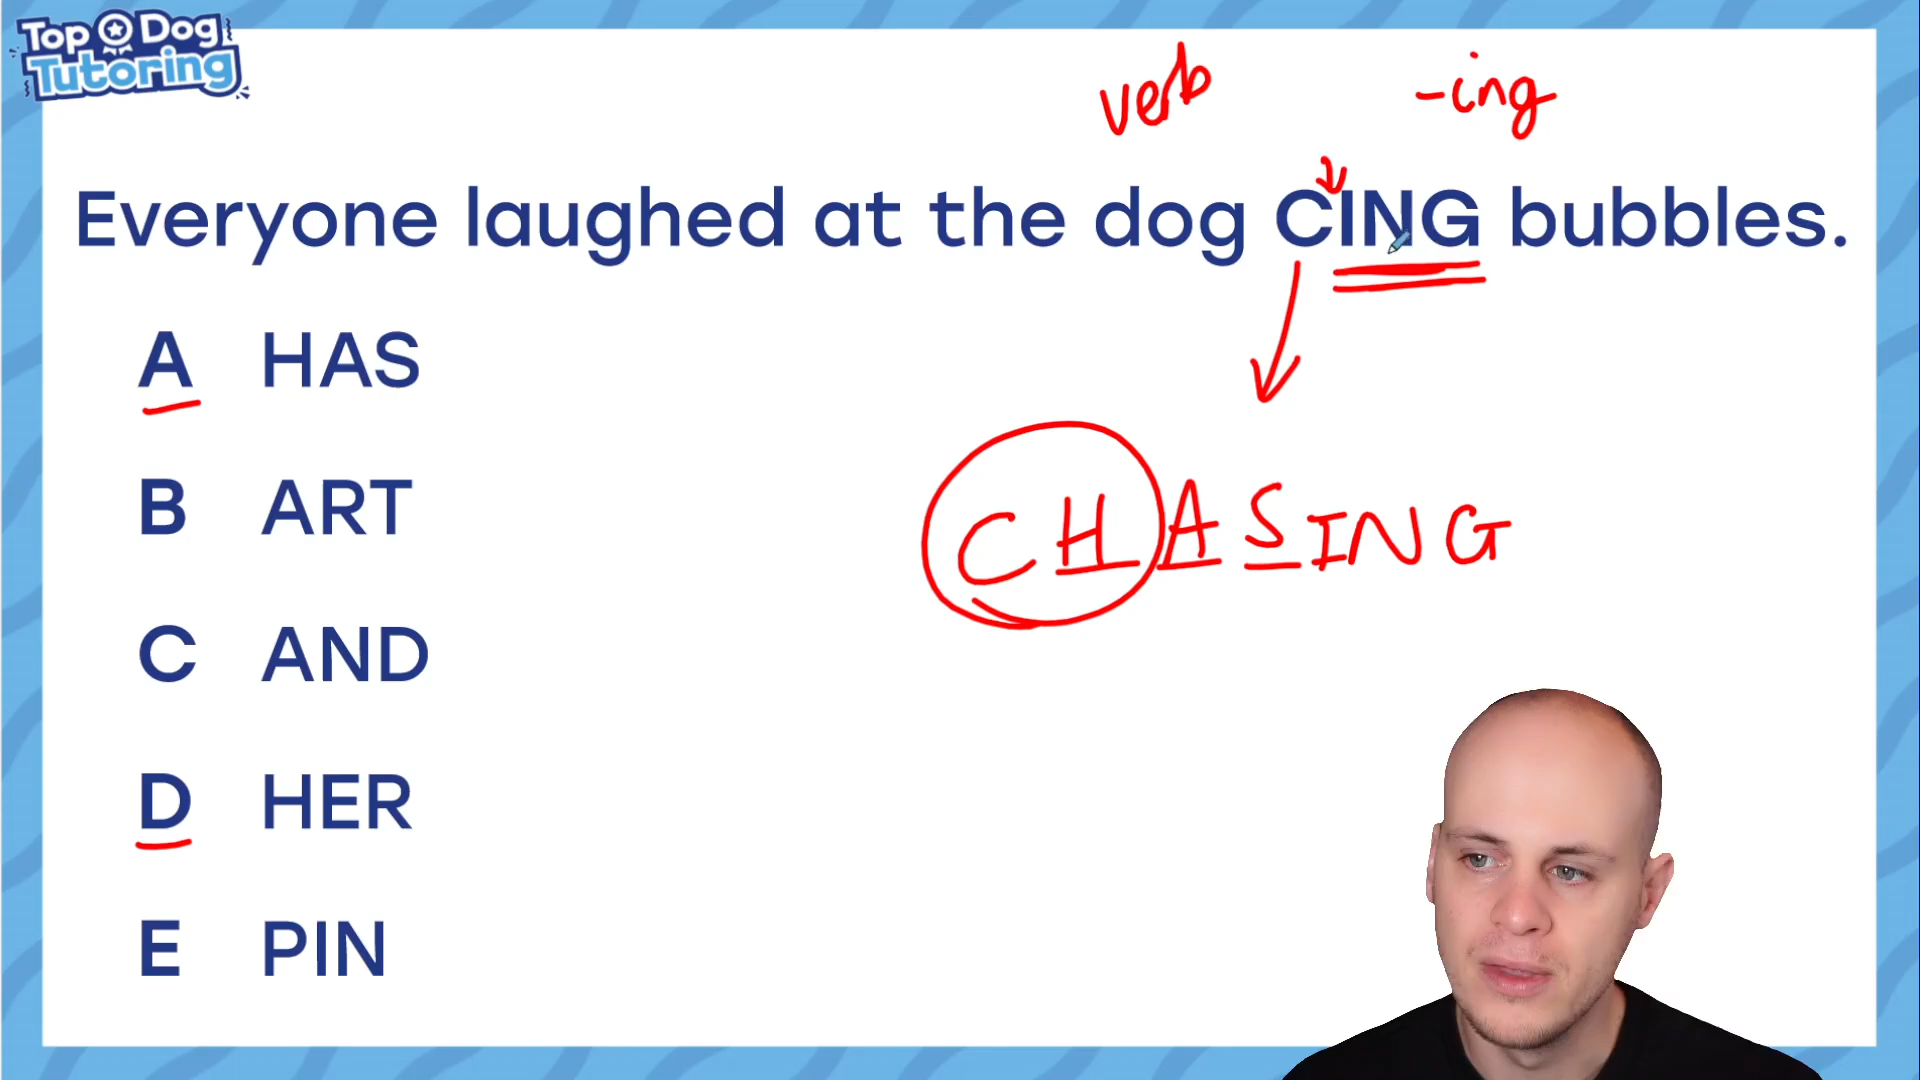 Top Dog
Tutoring
verb -ing
Everyone laughed at the dog CING bubbles.
A HAS
B ART
CHASING
C AND
D HER
E PIN